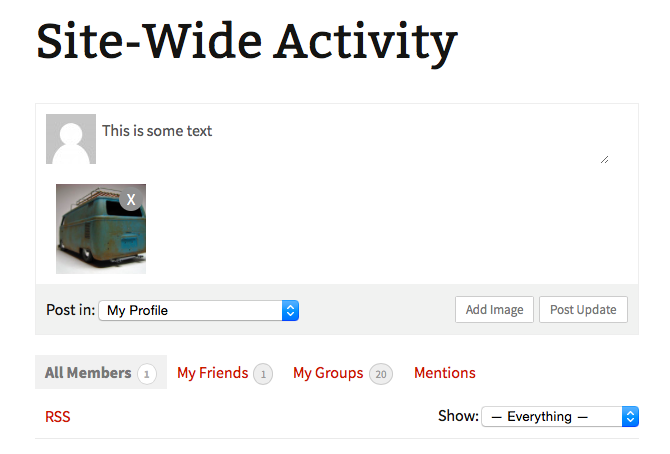 Site-Wide Activity
This is some text
X
Post in: My Profile Add Image Post Update
All Members 1 My Friends 1 My Groups 20 Mentions
RSS Show: — Everything —